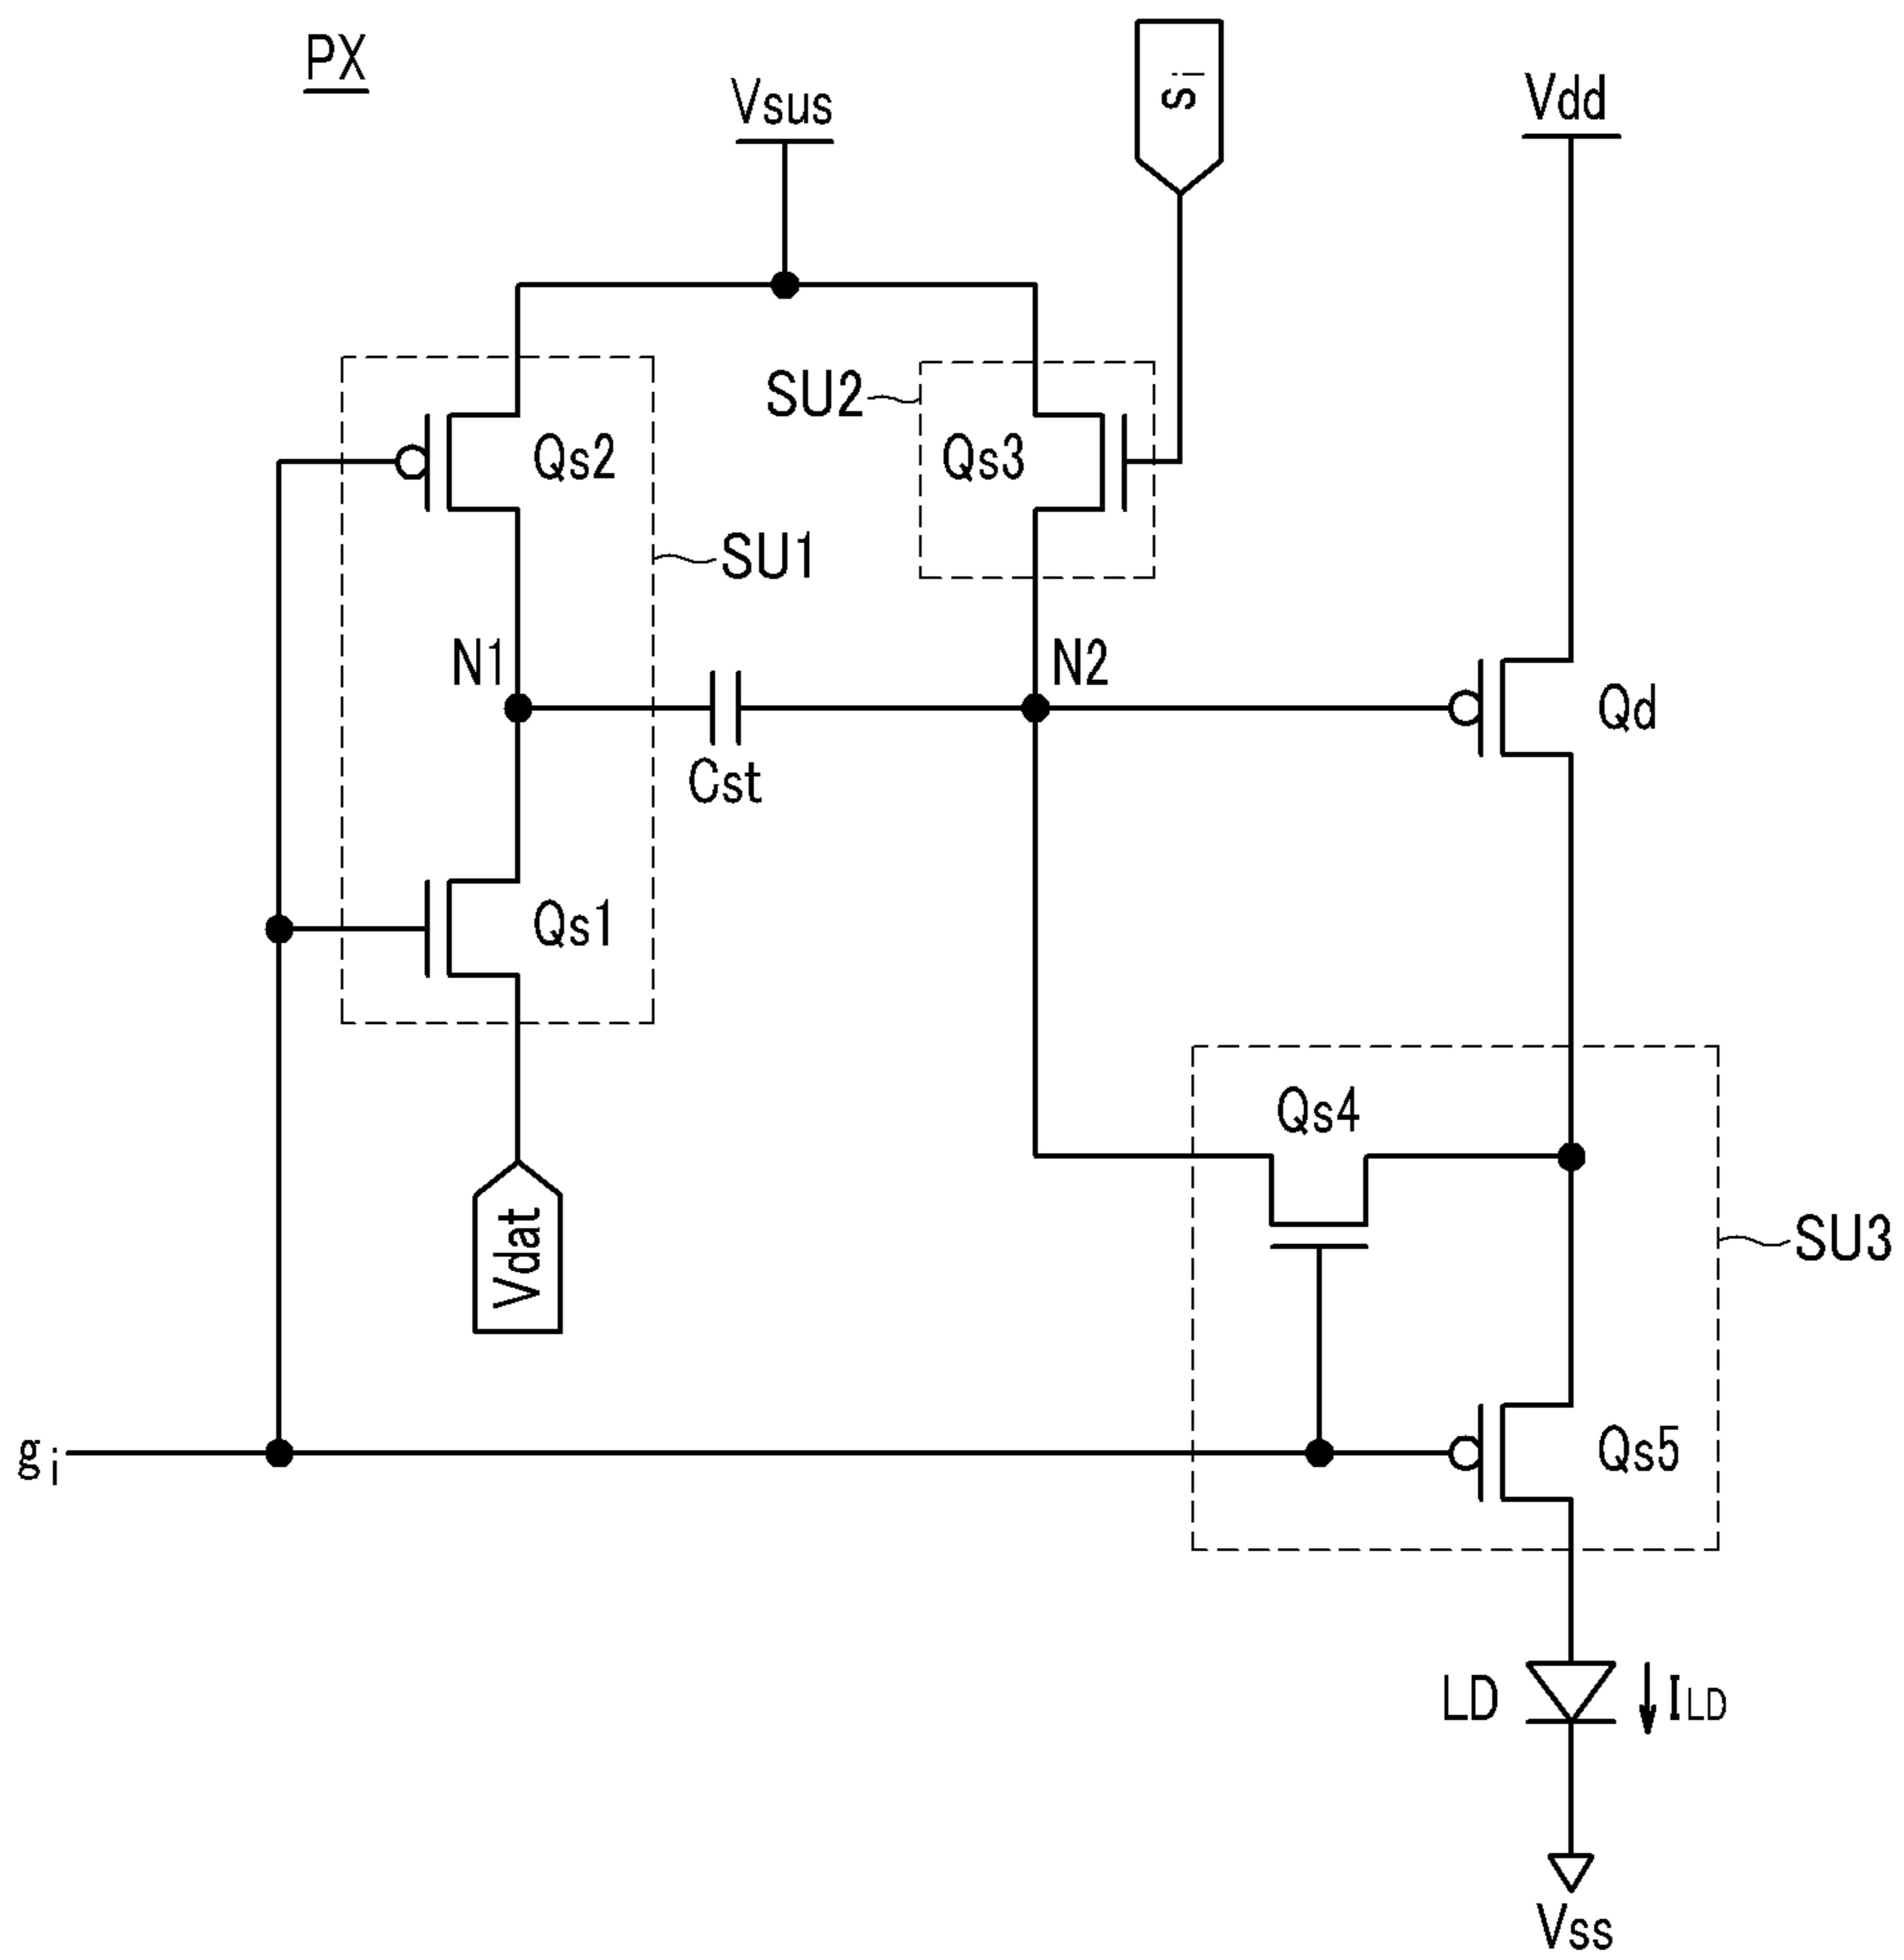 PX
Vsus
si
Vdd
SU2
Qs2
Qs3
SU1
N1
N2
Qd
Cst
Qs1
Qs4
Vdat
SU3
gi
Qs5
LD
ILD
Vss